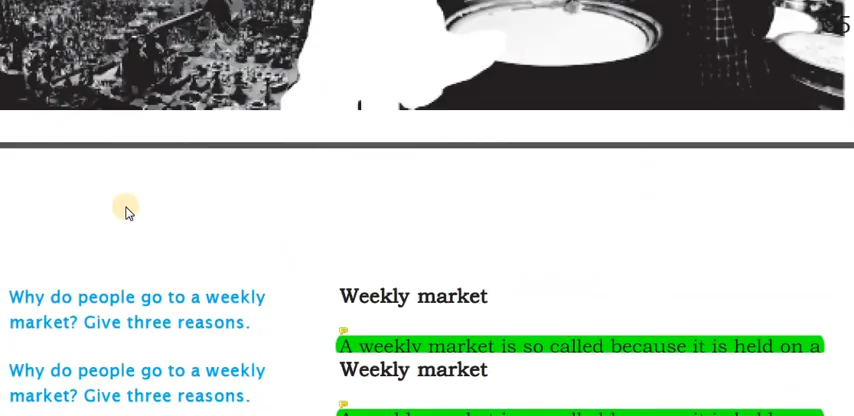 Why do people go to a weekly
market? Give three reasons.
Weekly market
A weekly market is so called because it is held on a
Why do people go to a weekly
market? Give three reasons.
Weekly market